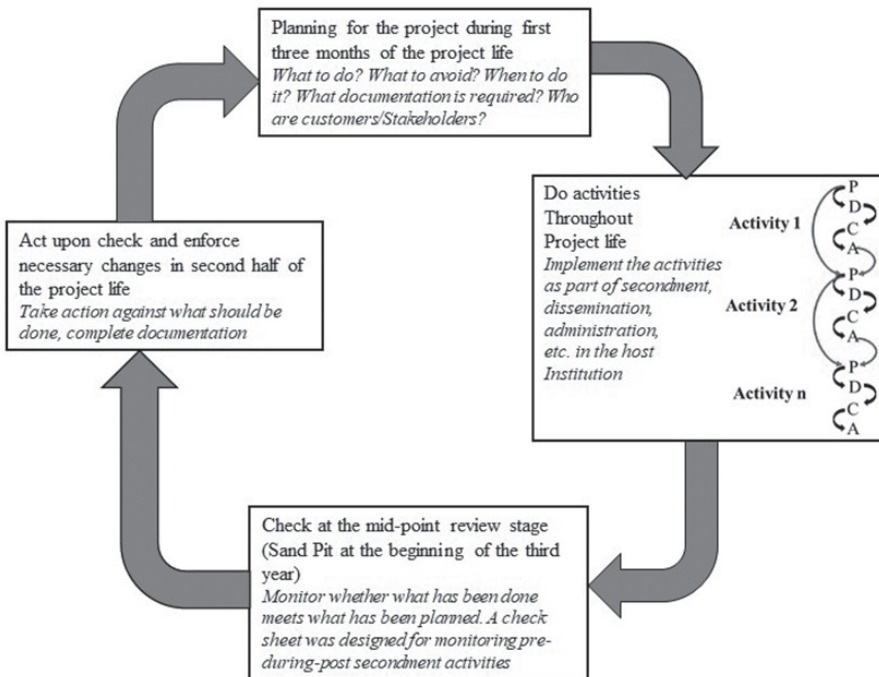 Planning for the project during first
three months of the project life
What to do? What to avoid? When to do
it? What documentation is required? Who
are customers/Stakeholders?
Do activities
Throughout
Project life
Implement the activities
as part of secondment,
dissemination,
administration,
etc. in the host
Institution
Activity 1
P
D
C
A
Activity 2
P
D
C
A
Activity n
P
D
C
A
Check at the mid-point review stage
(Sand Pit at the beginning of the third
year)
Monitor whether what has been done
meets what has been planned. A check
sheet was designed for monitoring pre-
during-post secondment activities
Act upon check and enforce
necessary changes in second half of
the project life
Take action against what should be
done, complete documentation